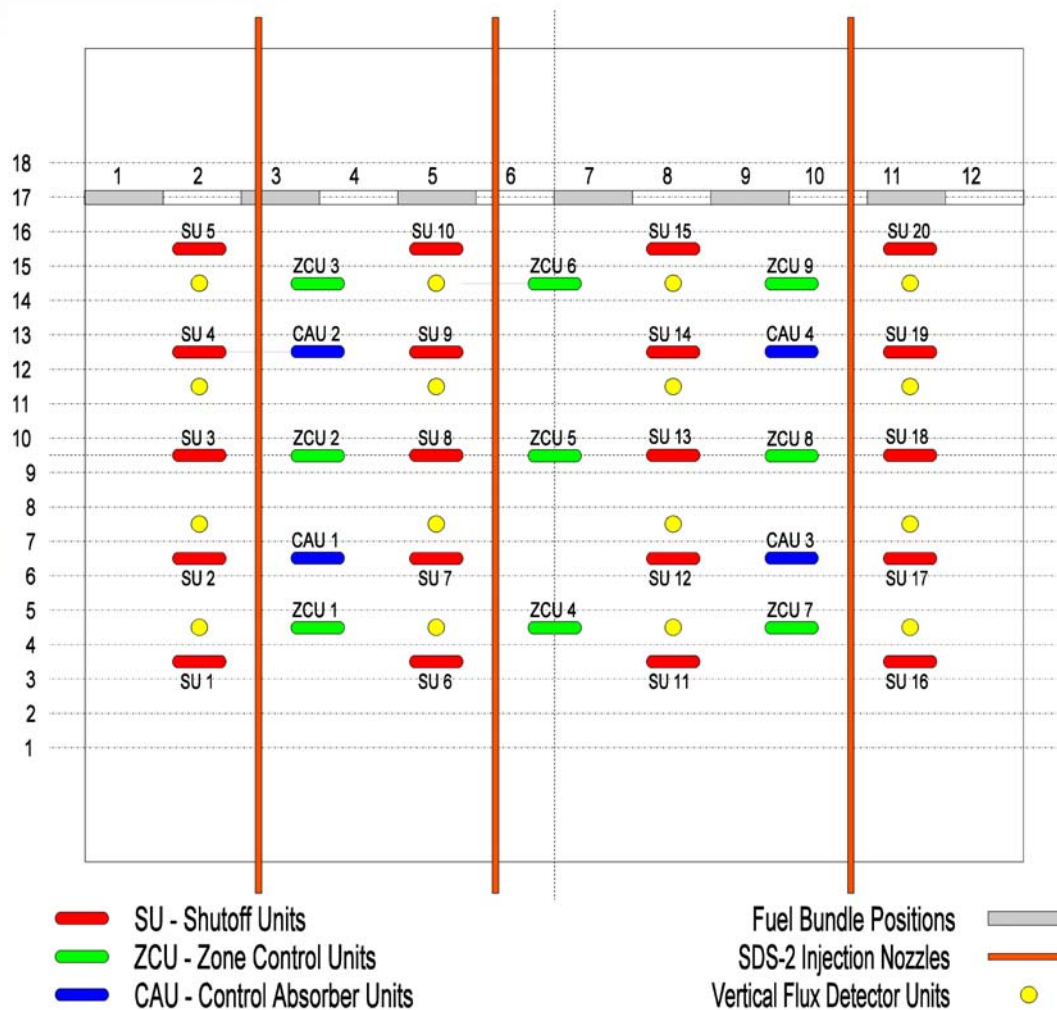 18
1 2 3 4 5 6 7 8 9 10 11 12
17
16 SU 5 SU 10 SU 15 SU 20
15 ZCU 3 ZCU 6 ZCU 9
14
13 SU 4 CAU 2 SU 9 SU 14 CAU 4 SU 19
12
11
10 SU 3 ZCU 2 SU 8 ZCU 5 SU 13 ZCU 8 SU 18
9
8
7 CAU 1 CAU 3
6 SU 2 SU 7 SU 12 SU 17
5 ZCU 1 ZCU 4 ZCU 7
4
3 SU 1 SU 6 SU 11 SU 16
2
1
SU - Shutoff Units
ZCU - Zone Control Units
CAU - Control Absorber Units
Fuel Bundle Positions
SDS-2 Injection Nozzles
Vertical Flux Detector Units